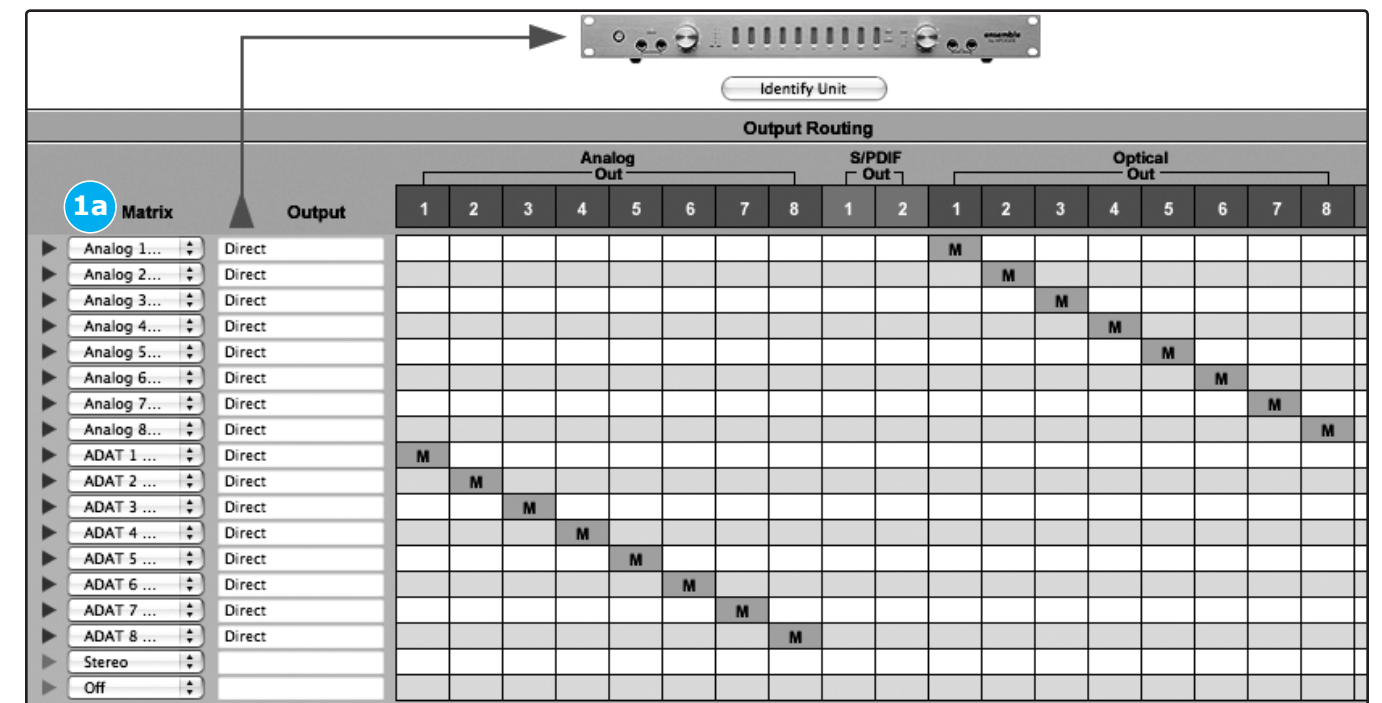 ensemble
Identify Unit
Output Routing
Analog Out
S/PDIF Out
Optical Out
1a
Matrix Output 1 2 3 4 5 6 7 8 1 2 1 2 3 4 5 6 7 8
Analog 1... Direct M
Analog 2... Direct M
Analog 3... Direct M
Analog 4... Direct M
Analog 5... Direct M
Analog 6... Direct M
Analog 7... Direct M
Analog 8... Direct M
ADAT 1 ... Direct M
ADAT 2 ... Direct M
ADAT 3 ... Direct M
ADAT 4 ... Direct M
ADAT 5 ... Direct M
ADAT 6 ... Direct M
ADAT 7 ... Direct M
ADAT 8 ... Direct M
Stereo
Off